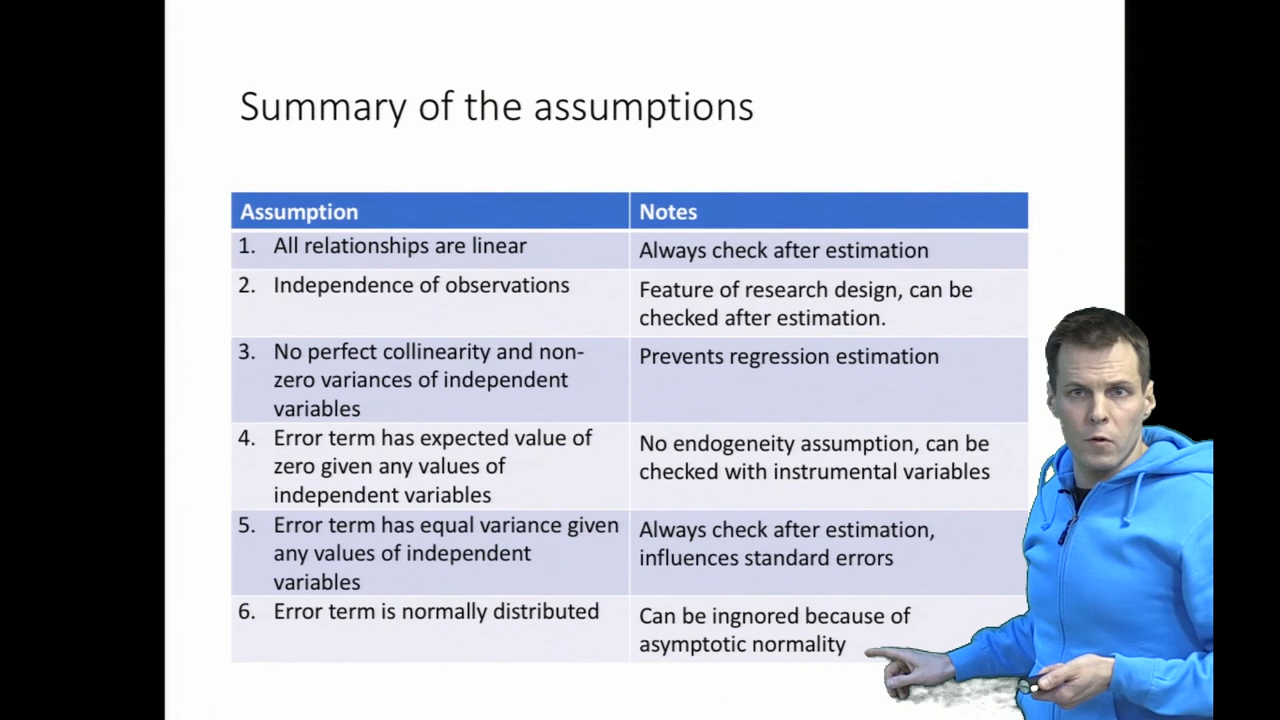 Summary of the assumptions
Assumption
Notes
1. All relationships are linear
Always check after estimation
2. Independence of observations
Feature of research design, can be
checked after estimation.
3. No perfect collinearity and non-
zero variances of independent
variables
Prevents regression estimation
4. Error term has expected value of
zero given any values of
independent variables
No endogeneity assumption, can be
checked with instrumental variables
5. Error term has equal variance given
any values of independent
variables
Always check after estimation,
influences standard errors
6. Error term is normally distributed
Can be ingnored because of
asymptotic normality